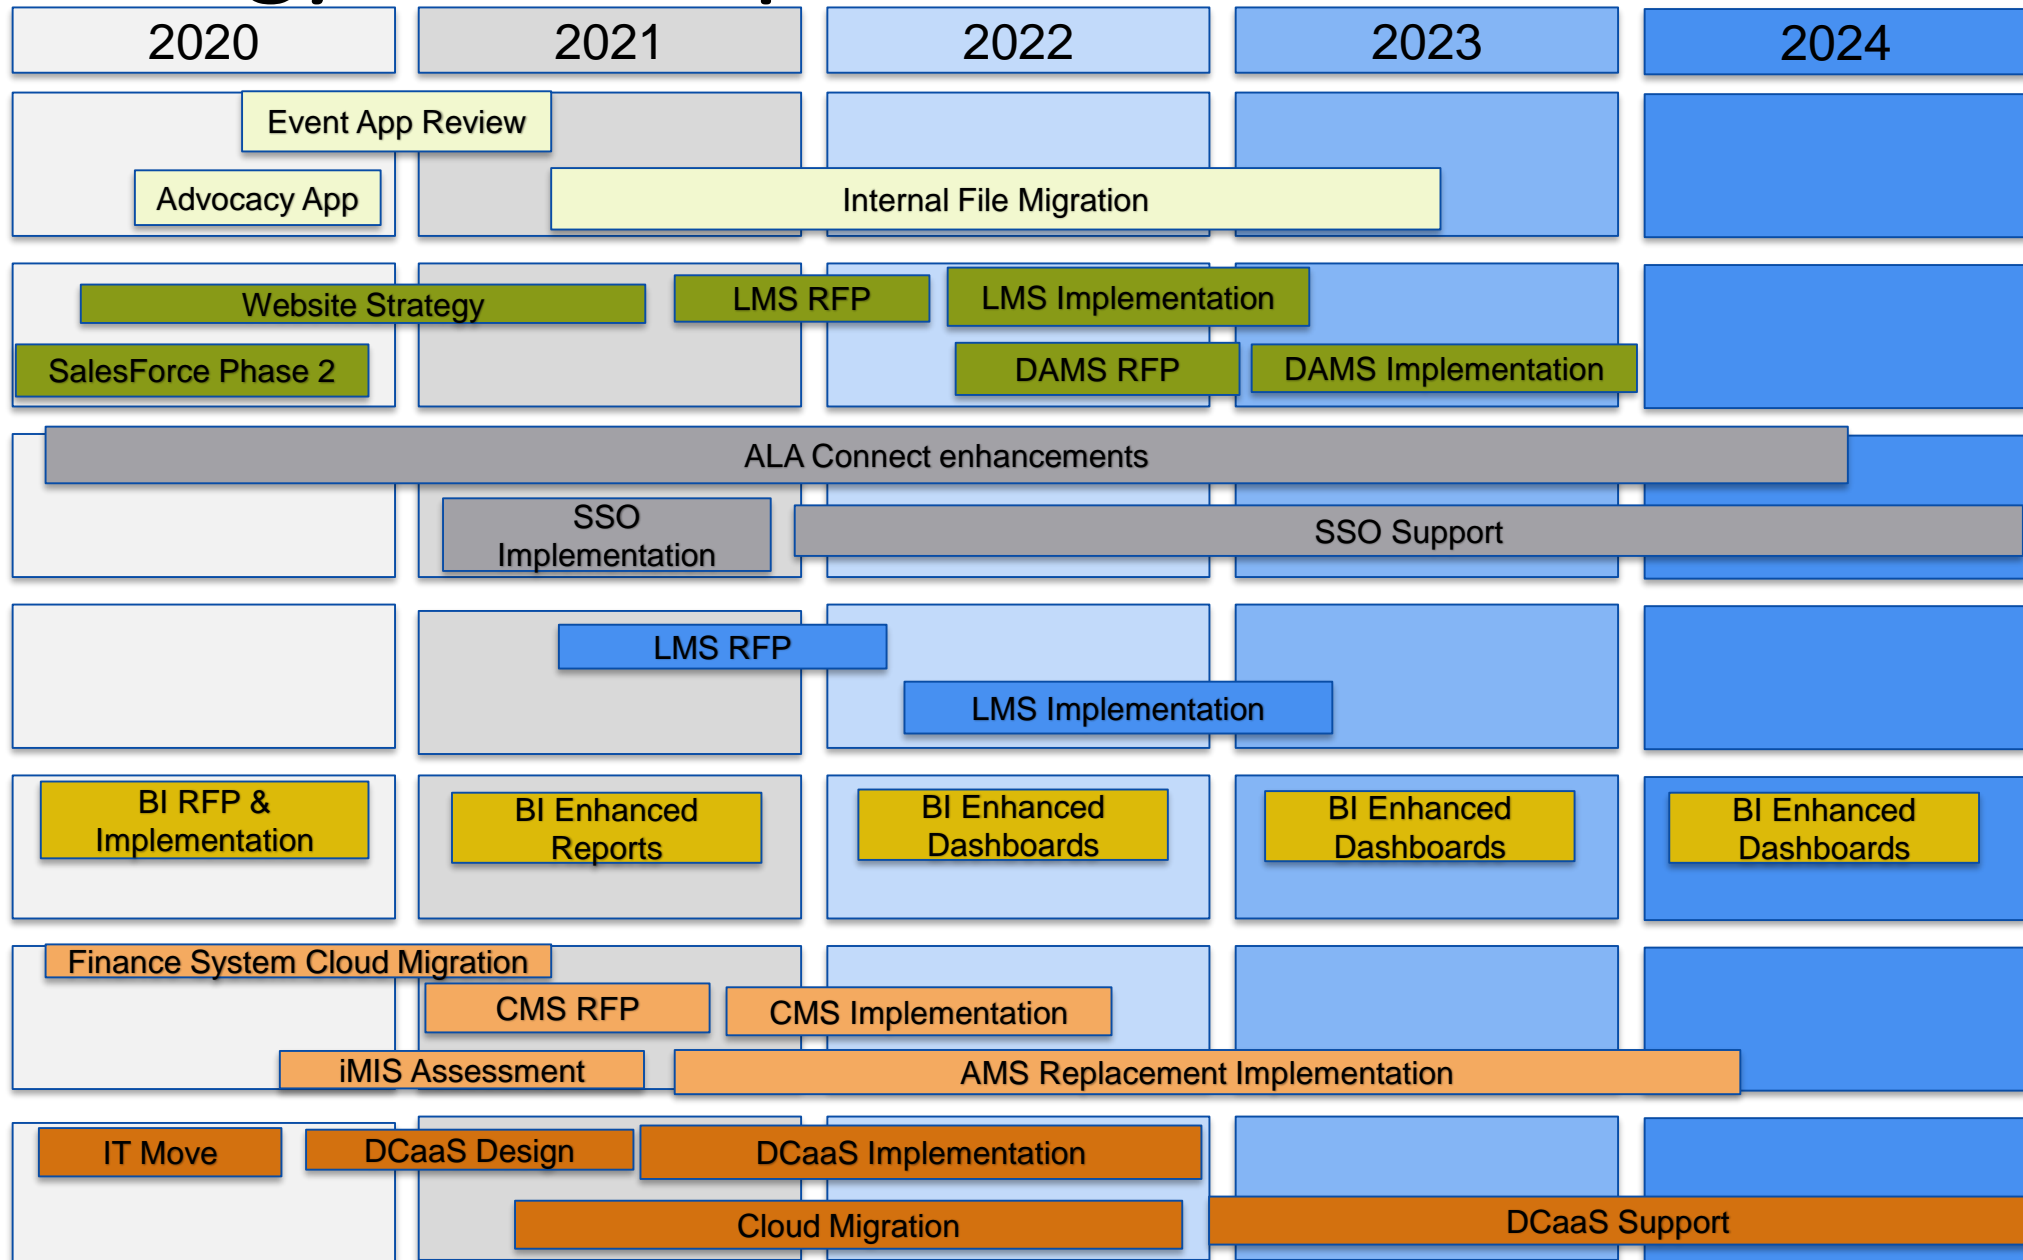 2020
2021
2022
2023
2024
Event App Review
Advocacy App
Internal File Migration
Website Strategy
LMS RFP
LMS Implementation
SalesForce Phase 2
DAMS RFP
DAMS Implementation
ALA Connect enhancements
SSO
Implementation
SSO Support
LMS RFP
LMS Implementation
BI RFP &
Implementation
BI Enhanced
Reports
BI Enhanced
Dashboards
BI Enhanced
Dashboards
BI Enhanced
Dashboards
Finance System Cloud Migration
CMS RFP
CMS Implementation
iMIS Assessment
AMS Replacement Implementation
IT Move
DCaaS Design
DCaaS Implementation
Cloud Migration
DCaaS Support